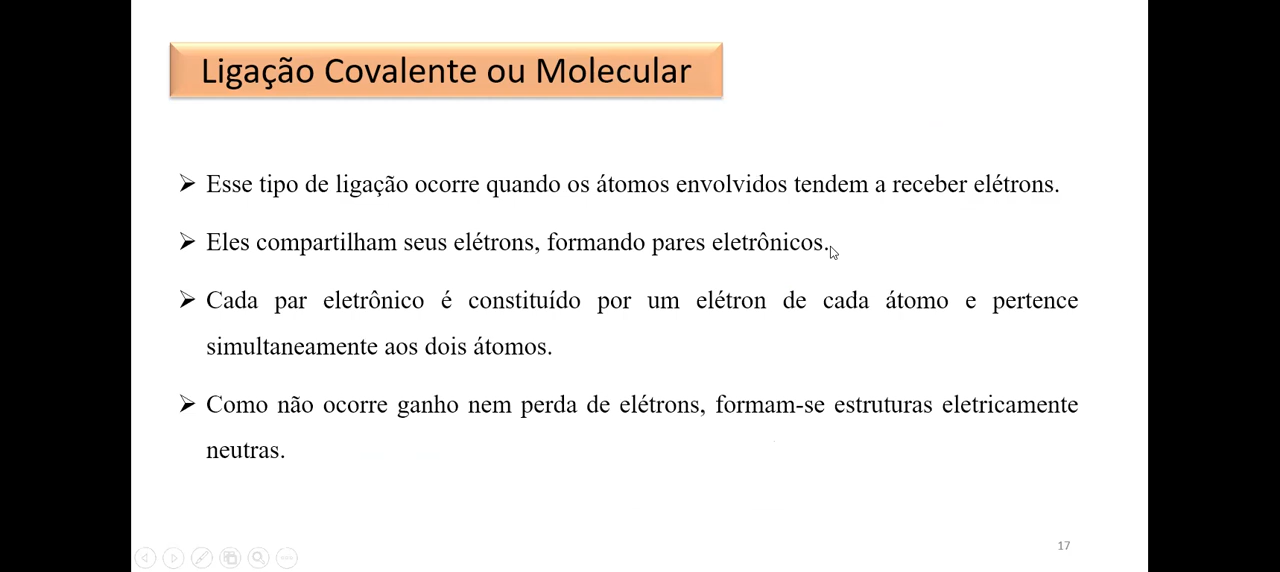 Ligação Covalente ou Molecular
➢ Esse tipo de ligação ocorre quando os átomos envolvidos tendem a receber elétrons.
➢ Eles compartilham seus elétrons, formando pares eletrônicos.
➢ Cada par eletrônico é constituído por um elétron de cada átomo e pertence
simultaneamente aos dois átomos.
➢ Como não ocorre ganho nem perda de elétrons, formam-se estruturas eletricamente
neutras.
17